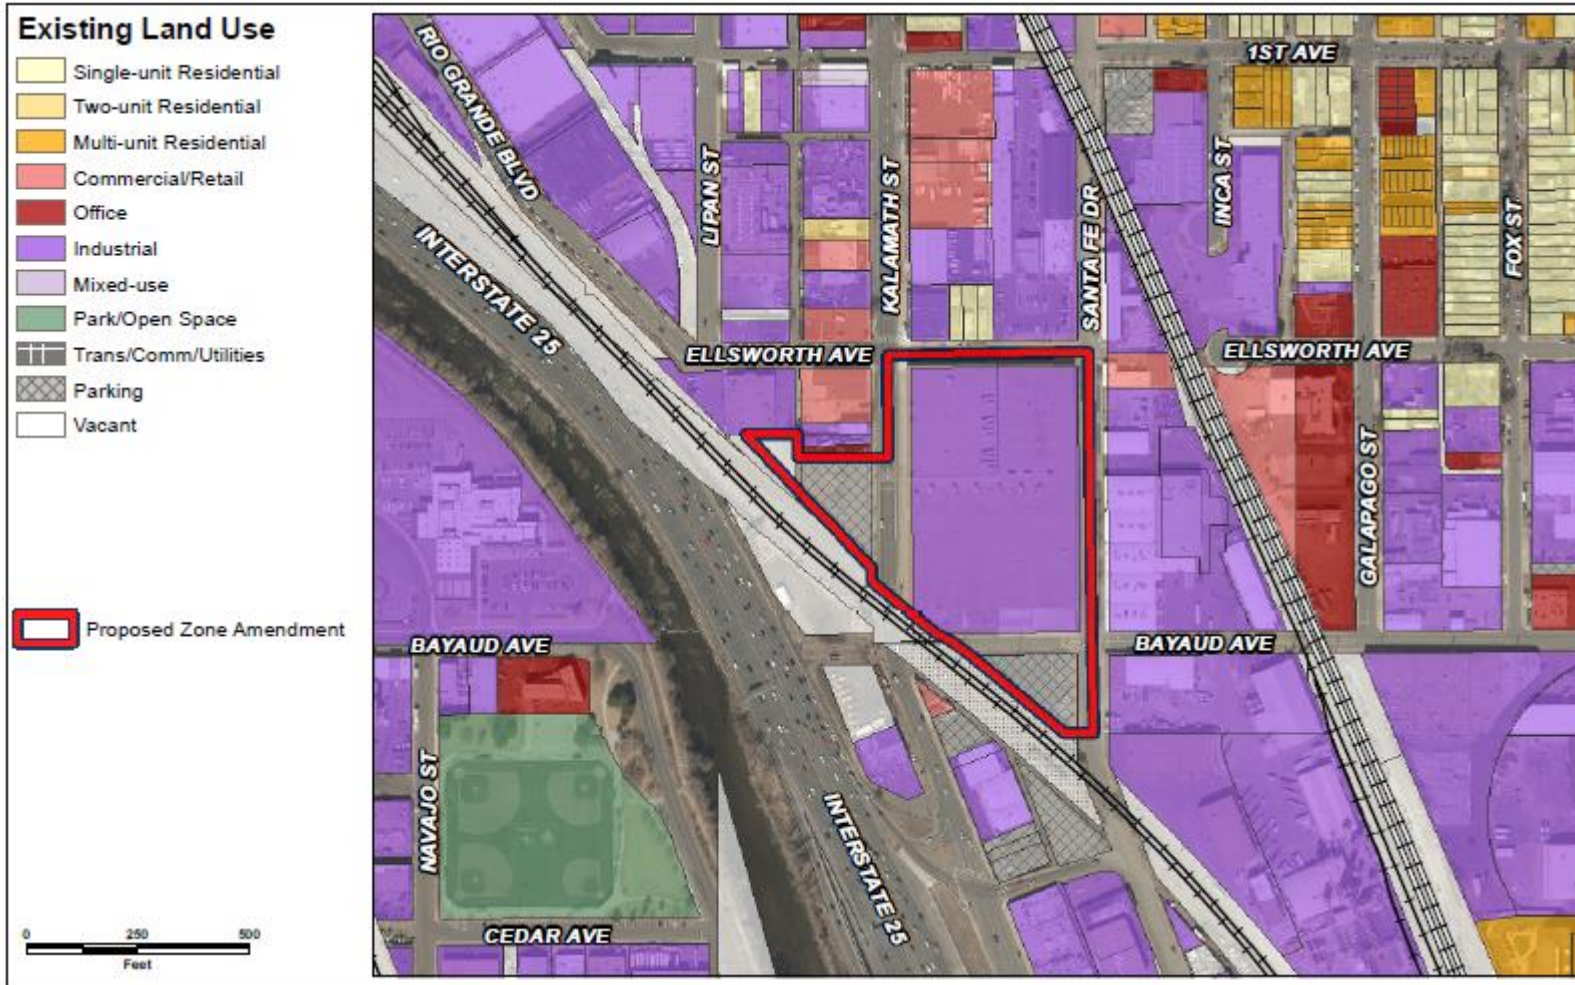 Existing Land Use
Single-unit Residential
Two-unit Residential
Multi-unit Residential
Commercial/Retail
Office
Industrial
Mixed-use
Park/Open Space
Trans/Comm/Utilities
Parking
Vacant
Proposed Zone Amendment
0 250 500
Feet
RIO GRANDE BLVD
1ST AVE
LIPAN ST
KALAMATH ST
SANTA FE DR
INCA ST
FOX ST
INTERSTATE 25
ELLSWORTH AVE
ELLSWORTH AVE
GALAPAGO ST
BAYAUD AVE
BAYAUD AVE
NAVAJO ST
INTERSTATE 25
CEDAR AVE